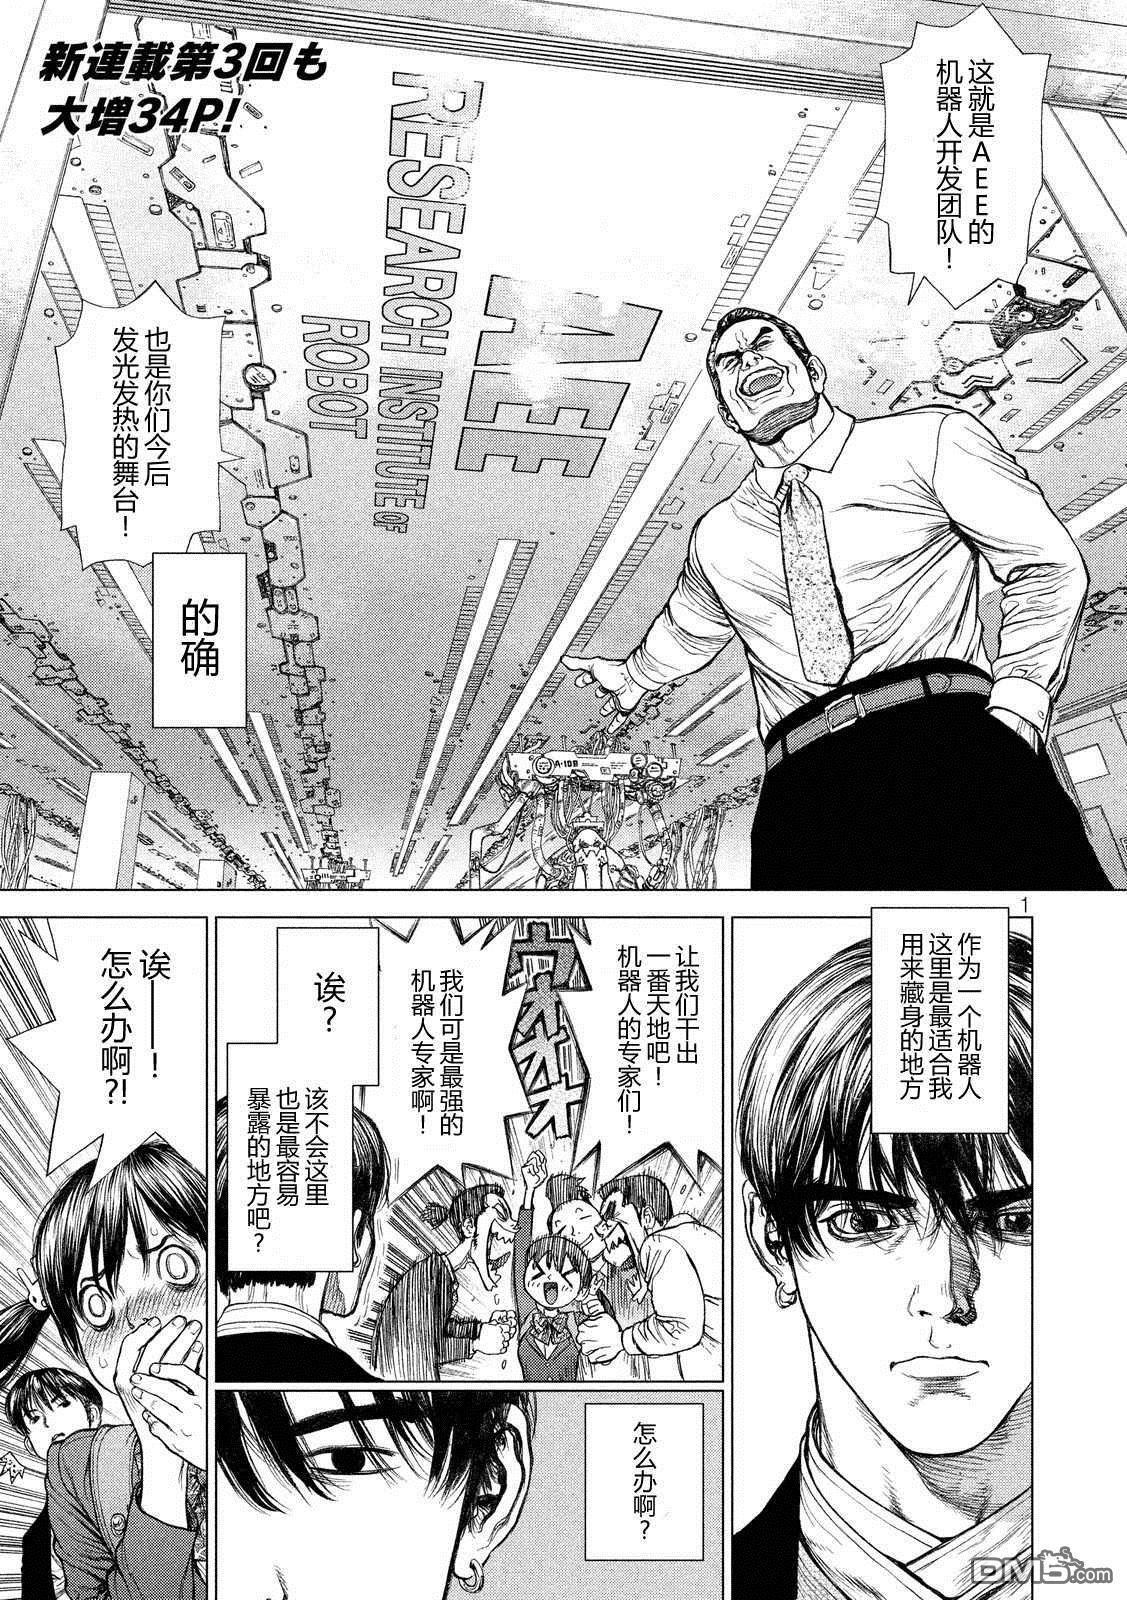 新連載第3回も
大増34P!
这就是AEE的
机器人开发团队！
AEE
RESEARCH INSTITUTE OF
ROBOT
也是你们今后
发光发热的舞台！
的确
A-10B
1
作为一个机器人
这里是最适合我
用来藏身的地方
让我们干出
一番天地吧！
机器人的专家们！
ウオオオ
我们可是最强的
机器人专家啊！
诶?
该不会这里
也是最容易
暴露的地方吧?
怎么办啊?
诶——！
怎么办啊?!
DM5.com